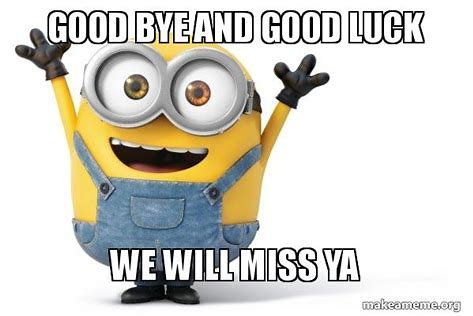 GOOD BYE AND GOOD LUCK
WE WILL MISS YA
makeameme.org